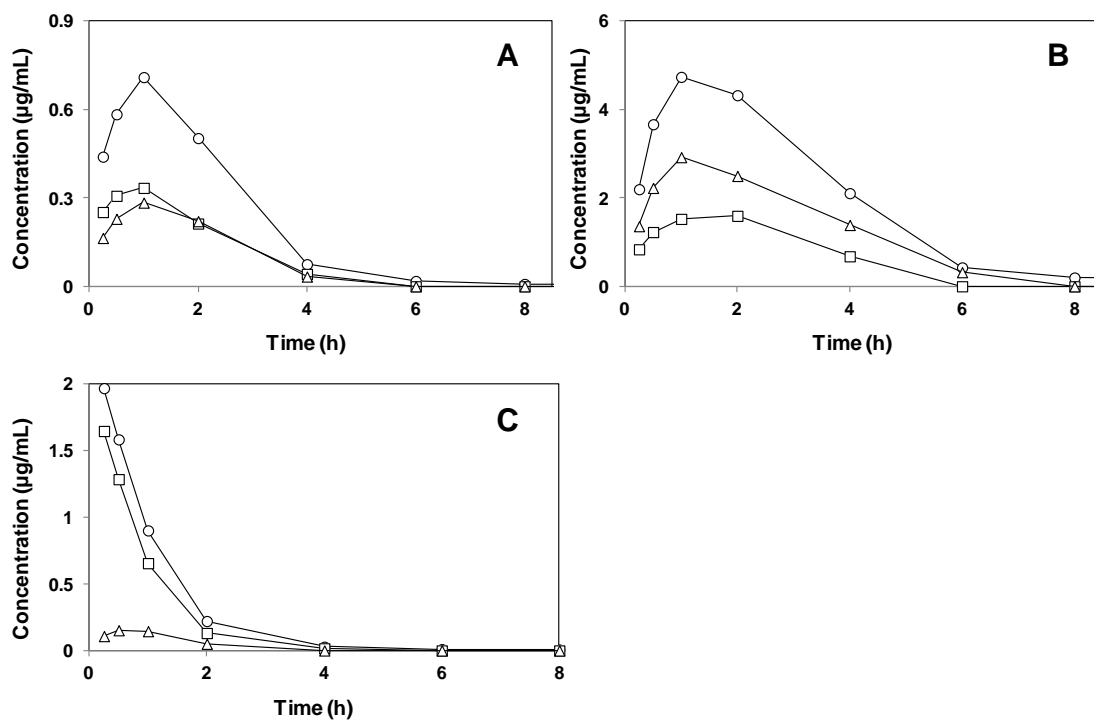 A
Concentration (µg/mL)
0.9
0.6
0.3
0
0 2 4 6 8
Time (h)
B
Concentration (µg/mL)
6
4
2
0
0 2 4 6 8
Time (h)
C
Concentration (µg/mL)
2
1.5
1
0.5
0
0 2 4 6 8
Time (h)